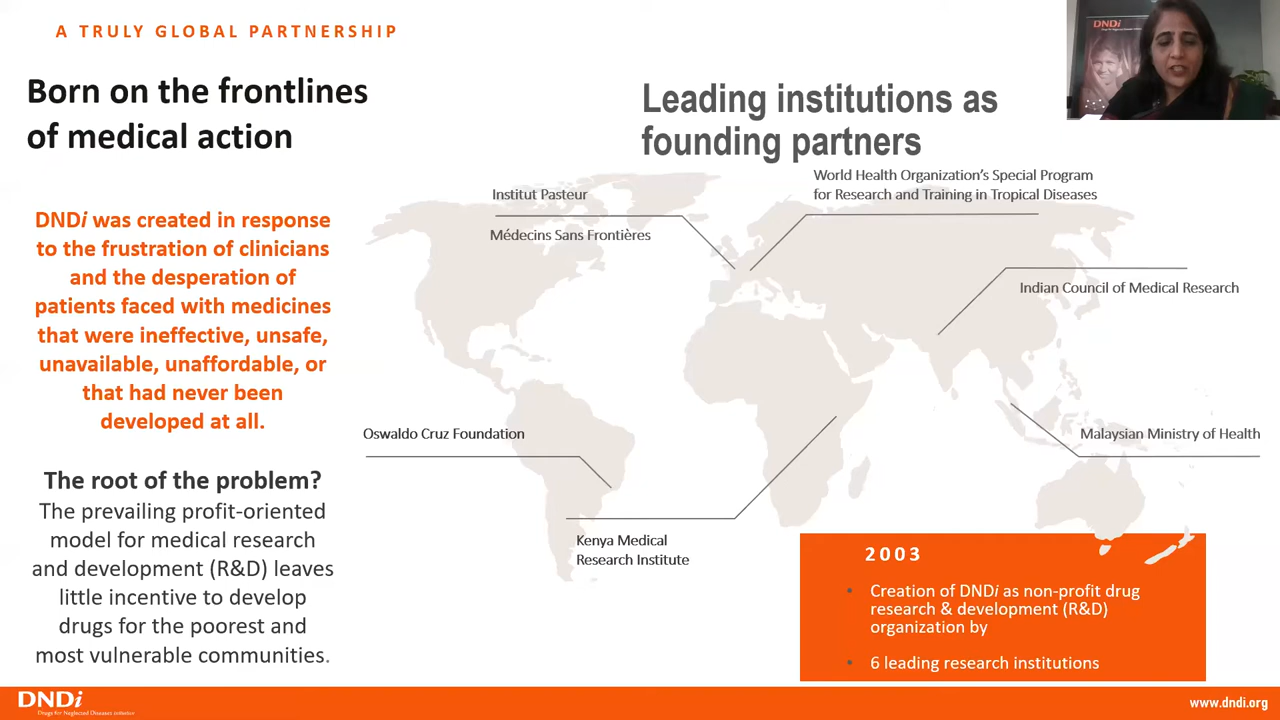 A TRULY GLOBAL PARTNERSHIP
Born on the frontlines
of medical action
DNDi was created in response
to the frustration of clinicians
and the desperation of
patients faced with medicines
that were ineffective, unsafe,
unavailable, unaffordable, or
that had never been
developed at all.
The root of the problem?
The prevailing profit-oriented
model for medical research
and development (R&D) leaves
little incentive to develop
drugs for the poorest and
most vulnerable communities.
Leading institutions as
founding partners
Institut Pasteur
Médecins Sans Frontières
World Health Organization's Special Program
for Research and Training in Tropical Diseases
Indian Council of Medical Research
Oswaldo Cruz Foundation
Malaysian Ministry of Health
Kenya Medical
Research Institute
2003
• Creation of DNDi as non-profit drug
research & development (R&D)
organization by
• 6 leading research institutions
DNDi
DNDi
Drugs for Neglected Diseases initiative
www.dndi.org